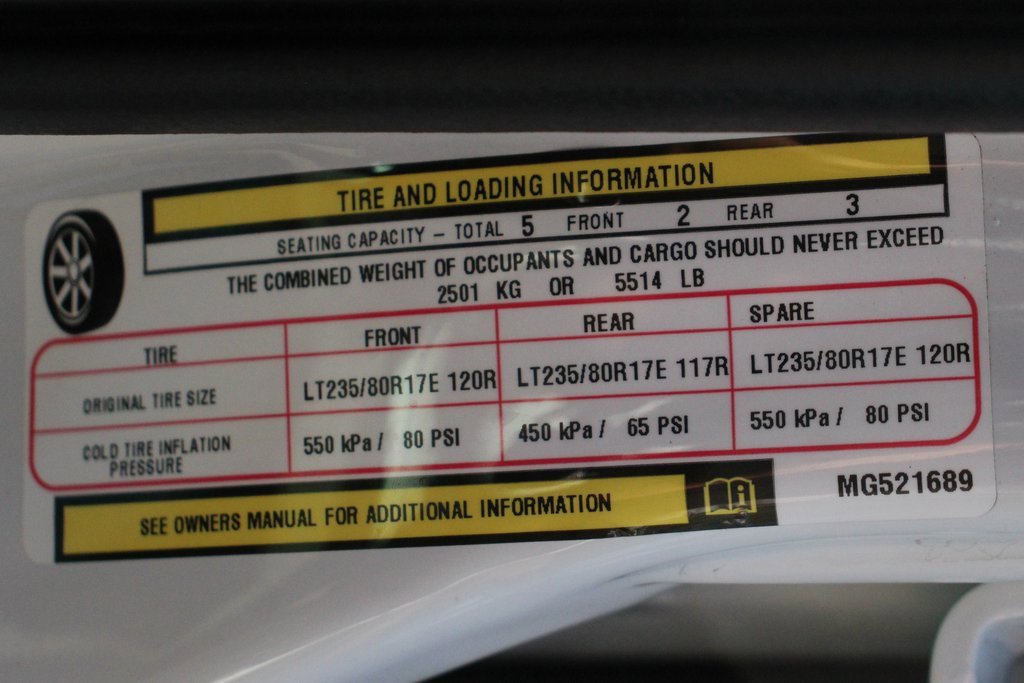 TIRE AND LOADING INFORMATION
SEATING CAPACITY – TOTAL 5 FRONT 2 REAR 3
THE COMBINED WEIGHT OF OCCUPANTS AND CARGO SHOULD NEVER EXCEED
2501 KG OR 5514 LB
TIRE FRONT REAR SPARE
ORIGINAL TIRE SIZE LT235/80R17E 120R LT235/80R17E 117R LT235/80R17E 120R
COLD TIRE INFLATION
PRESSURE 550 kPa / 80 PSI 450 kPa / 65 PSI 550 kPa / 80 PSI
SEE OWNERS MANUAL FOR ADDITIONAL INFORMATION i
MG521689